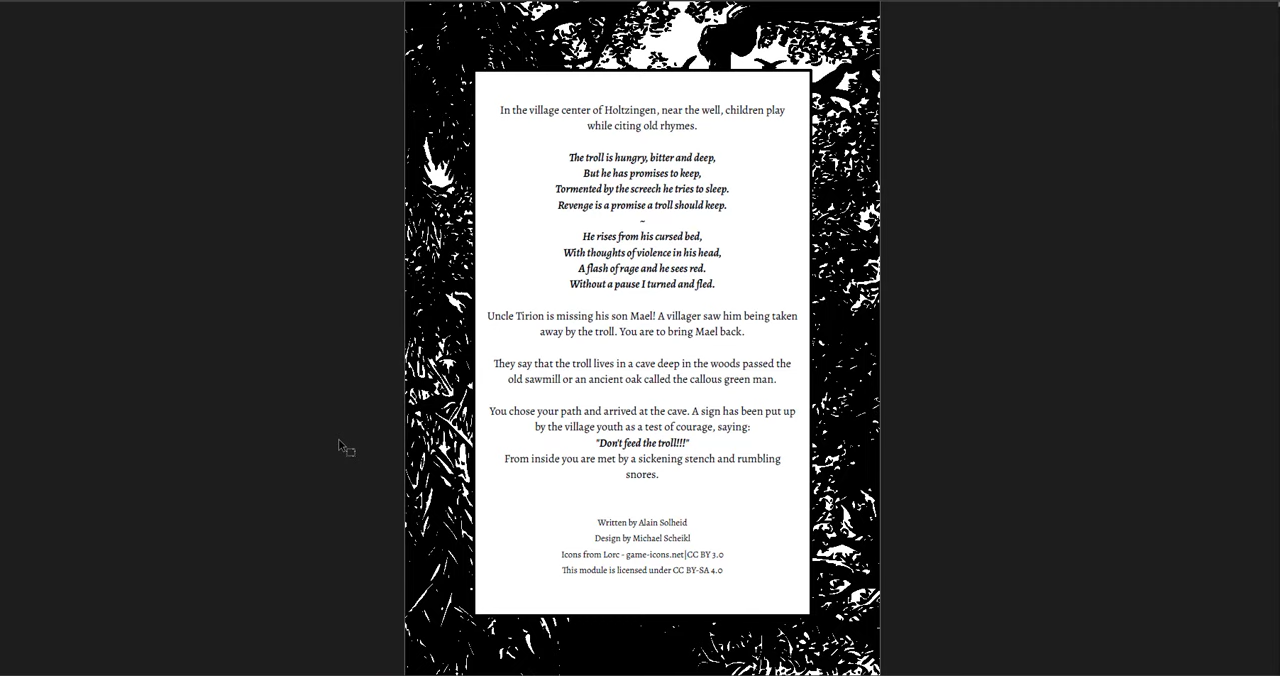 In the village center of Holtzingen, near the well, children play
while citing old rhymes.
The troll is hungry, bitter and deep,
But he has promises to keep,
Tormented by the screech he tries to sleep.
Revenge is a promise a troll should keep.
~
He rises from his cursed bed,
With thoughts of violence in his head,
A flash of rage and he sees red.
Without a pause I turned and fled.
Uncle Tirion is missing his son Mael! A villager saw him being taken
away by the troll. You are to bring Mael back.
They say that the troll lives in a cave deep in the woods passed the
old sawmill or an ancient oak called the callous green man.
You chose your path and arrived at the cave. A sign has been put up
by the village youth as a test of courage, saying:
"Don't feed the troll!!!"
From inside you are met by a sickening stench and rumbling
snores.
Written by Alain Solheid
Design by Michael Scheikl
Icons from Lorc - game-icons.net|CC BY 3.0
This module is licensed under CC BY-SA 4.0